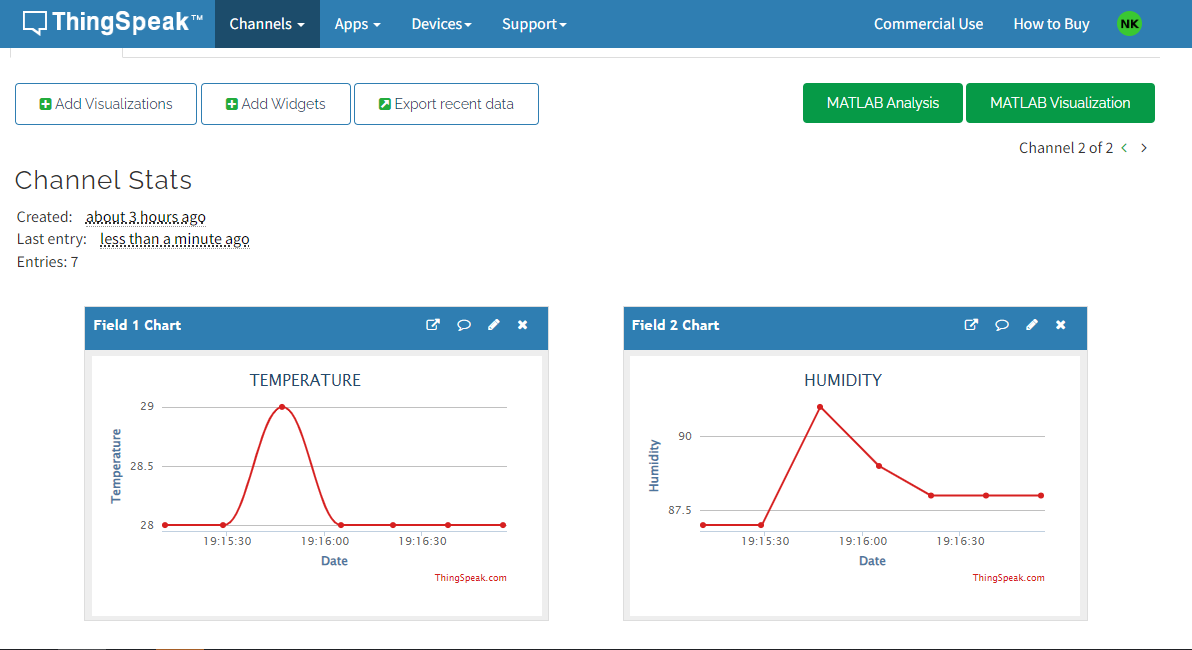 ThingSpeak™ Channels Apps Devices Support Commercial Use How to Buy NK
Add Visualizations Add Widgets Export recent data MATLAB Analysis MATLAB Visualization
Channel 2 of 2
Channel Stats
Created: about 3 hours ago
Last entry: less than a minute ago
Entries: 7
Field 1 Chart
TEMPERATURE
Temperature
29
28.5
28
19:15:30 19:16:00 19:16:30
Date
ThingSpeak.com
Field 2 Chart
HUMIDITY
Humidity
90
87.5
19:15:30 19:16:00 19:16:30
Date
ThingSpeak.com